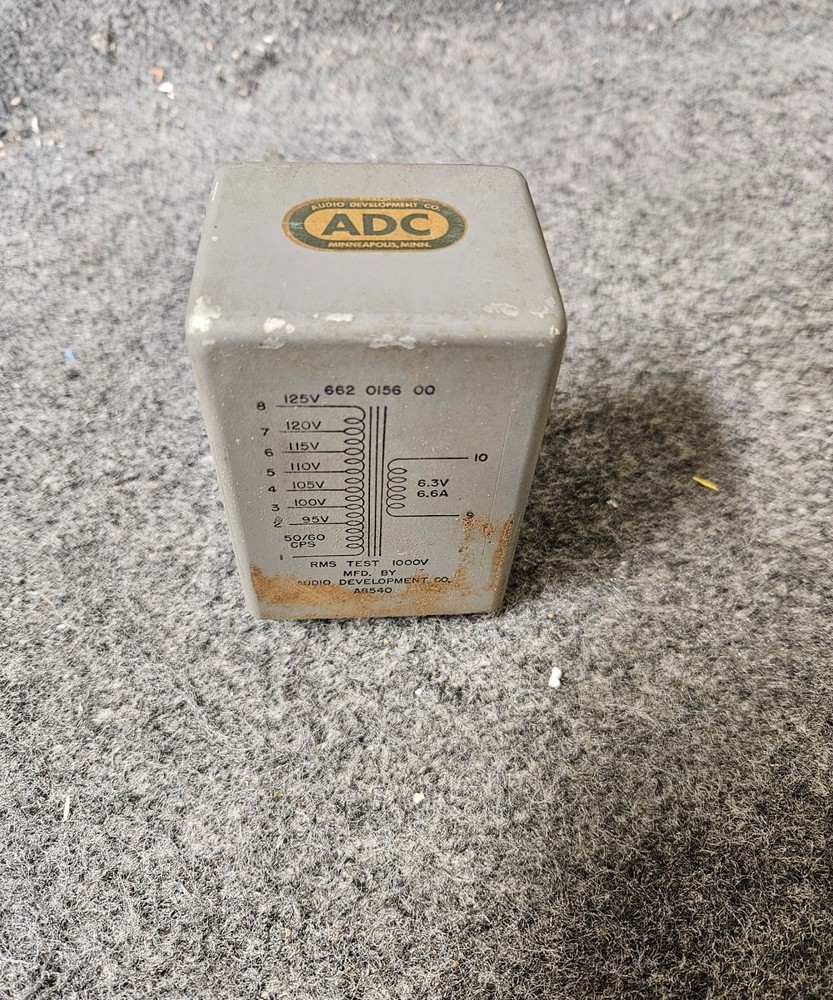 AUDIO DEVELOPMENT CO.
ADC
MINNEAPOLIS, MINN.
662 0156 00
8 125V
7 120V
6 115V
5 110V
4 105V
3 100V
2 95V
50/60
CPS
1
10
6.3V
6.6A
9
RMS TEST 1000V
MFD. BY
AUDIO DEVELOPMENT CO.
A8540